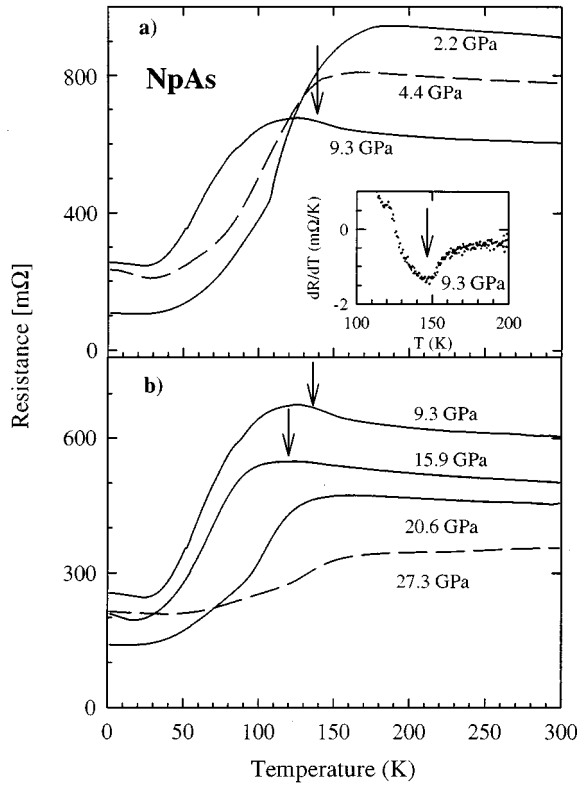 a)
NpAs
2.2 GPa
4.4 GPa
9.3 GPa
800
400
0
dR/dT (mΩ/K)
0
-2
9.3 GPa
100 150 200
T (K)
Resistance [mΩ]
b)
9.3 GPa
15.9 GPa
20.6 GPa
27.3 GPa
600
300
0
0 50 100 150 200 250 300
Temperature (K)